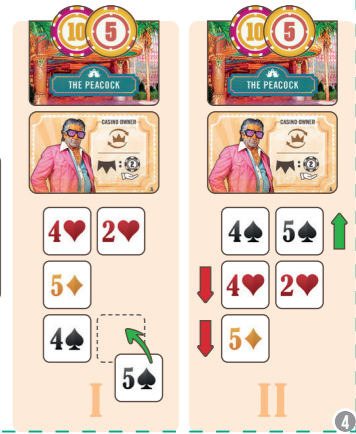 10 5
THE PEACOCK
CASINO OWNER
: 2
4♥ 2♥
5♦
4♠
5♠
I
10 5
THE PEACOCK
CASINO OWNER
: 2
4♠ 5♠
4♥ 2♥
5♦
II
4